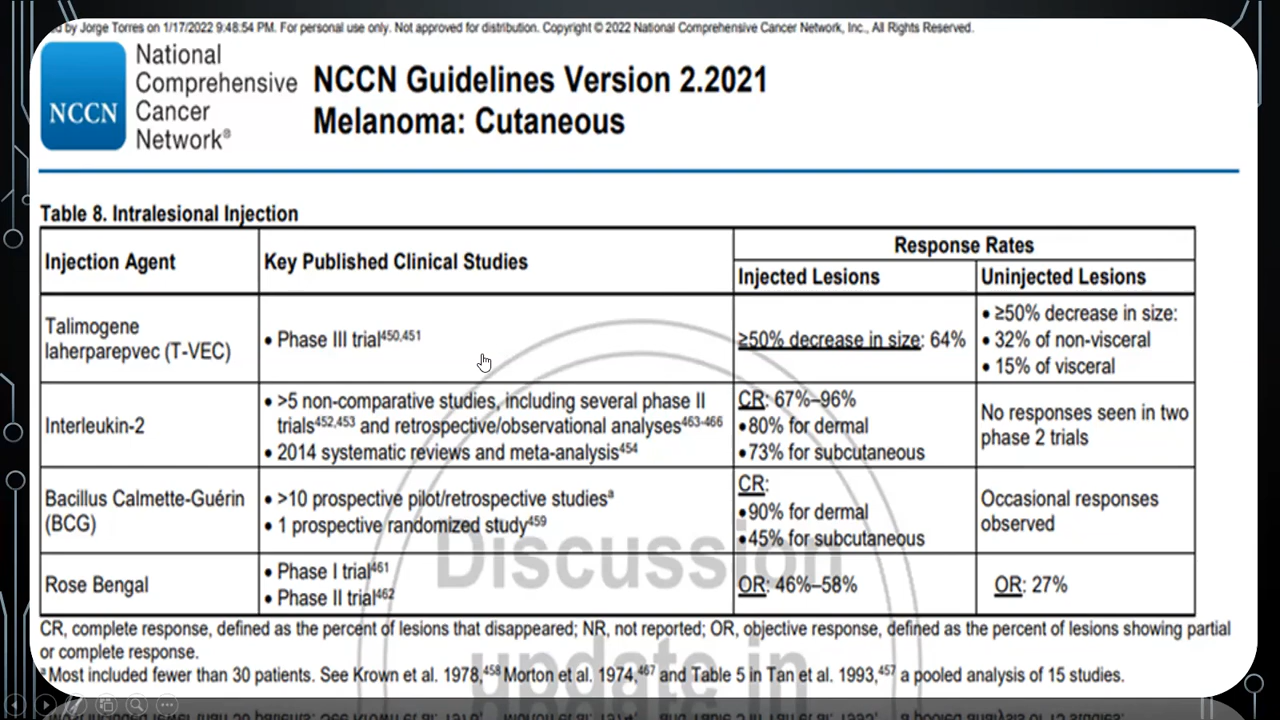 by Jorge Torres on 1/17/2022 9:48:54 PM. For personal use only. Not approved for distribution. Copyright © 2022 National Comprehensive Cancer Network, Inc., All Rights Reserved.
NCCN
National
Comprehensive
Cancer
Network®
NCCN Guidelines Version 2.2021
Melanoma: Cutaneous
Table 8. Intralesional Injection
Injection Agent
Key Published Clinical Studies
Response Rates
Injected Lesions
Uninjected Lesions
Talimogene
laherparepvec (T-VEC)
• Phase III trial450,451
≥50% decrease in size: 64%
• ≥50% decrease in size:
• 32% of non-visceral
• 15% of visceral
Interleukin-2
• >5 non-comparative studies, including several phase II
trials452,453 and retrospective/observational analyses463-466
• 2014 systematic reviews and meta-analysis454
CR: 67%–96%
•80% for dermal
•73% for subcutaneous
No responses seen in two
phase 2 trials
Bacillus Calmette-Guérin
(BCG)
• >10 prospective pilot/retrospective studiesa
• 1 prospective randomized study459
CR:
•90% for dermal
•45% for subcutaneous
Occasional responses
observed
Rose Bengal
• Phase I trial461
• Phase II trial462
OR: 46%–58%
OR: 27%
CR, complete response, defined as the percent of lesions that disappeared; NR, not reported; OR, objective response, defined as the percent of lesions showing partial
or complete response.
a Most included fewer than 30 patients. See Krown et al. 1978,458 Morton et al. 1974,467 and Table 5 in Tan et al. 1993,457 a pooled analysis of 15 studies.
Discussion
update in